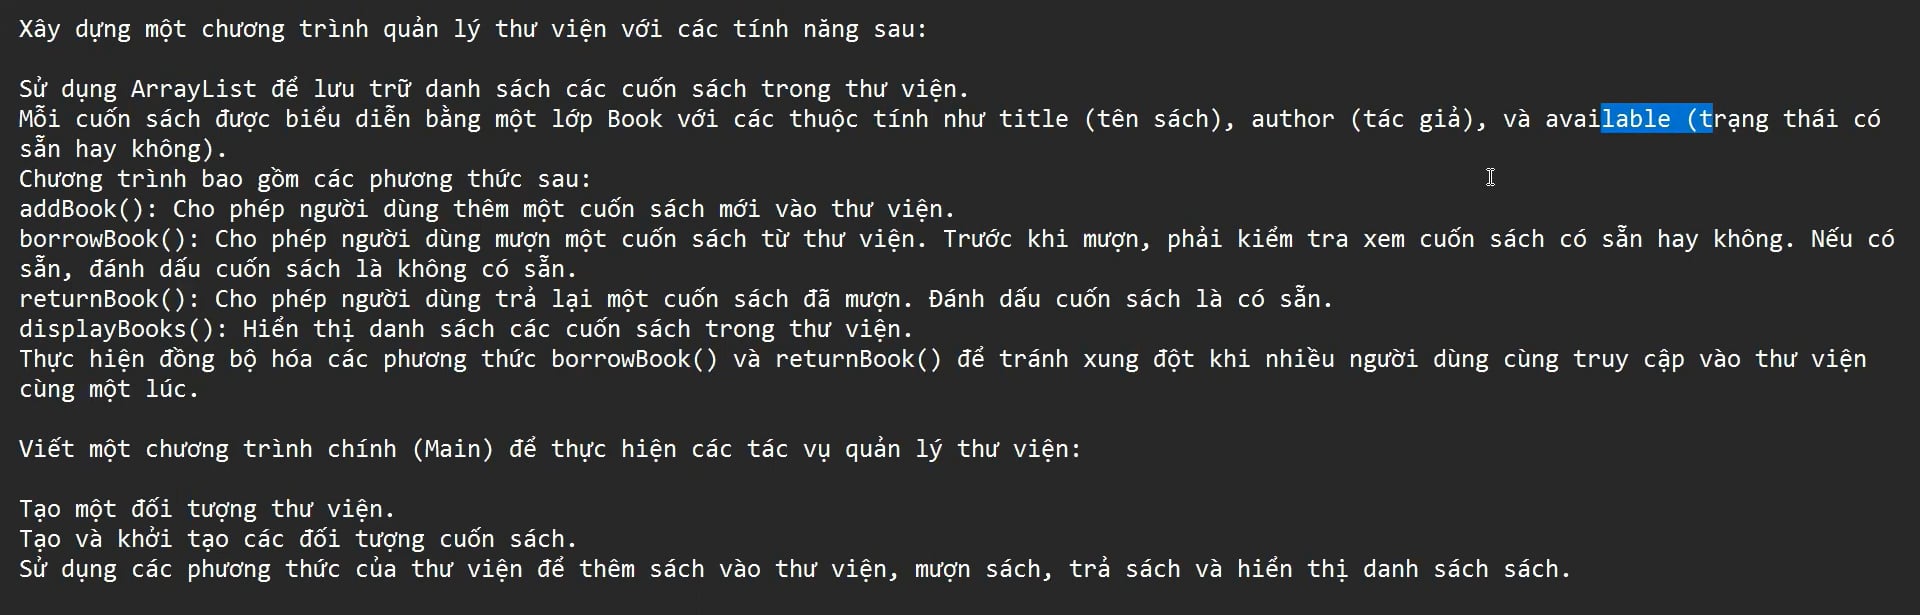 Xây dựng một chương trình quản lý thư viện với các tính năng sau:
Sử dụng ArrayList để lưu trữ danh sách các cuốn sách trong thư viện.
Mỗi cuốn sách được biểu diễn bằng một lớp Book với các thuộc tính như title (tên sách), author (tác giả), và available (trạng thái có
sẵn hay không).
Chương trình bao gồm các phương thức sau:
addBook(): Cho phép người dùng thêm một cuốn sách mới vào thư viện.
borrowBook(): Cho phép người dùng mượn một cuốn sách từ thư viện. Trước khi mượn, phải kiểm tra xem cuốn sách có sẵn hay không. Nếu có
sẵn, đánh dấu cuốn sách là không có sẵn.
returnBook(): Cho phép người dùng trả lại một cuốn sách đã mượn. Đánh dấu cuốn sách là có sẵn.
displayBooks(): Hiển thị danh sách các cuốn sách trong thư viện.
Thực hiện đồng bộ hóa các phương thức borrowBook() và returnBook() để tránh xung đột khi nhiều người dùng cùng truy cập vào thư viện
cùng một lúc.
Viết một chương trình chính (Main) để thực hiện các tác vụ quản lý thư viện:
Tạo một đối tượng thư viện.
Tạo và khởi tạo các đối tượng cuốn sách.
Sử dụng các phương thức của thư viện để thêm sách vào thư viện, mượn sách, trả sách và hiển thị danh sách sách.